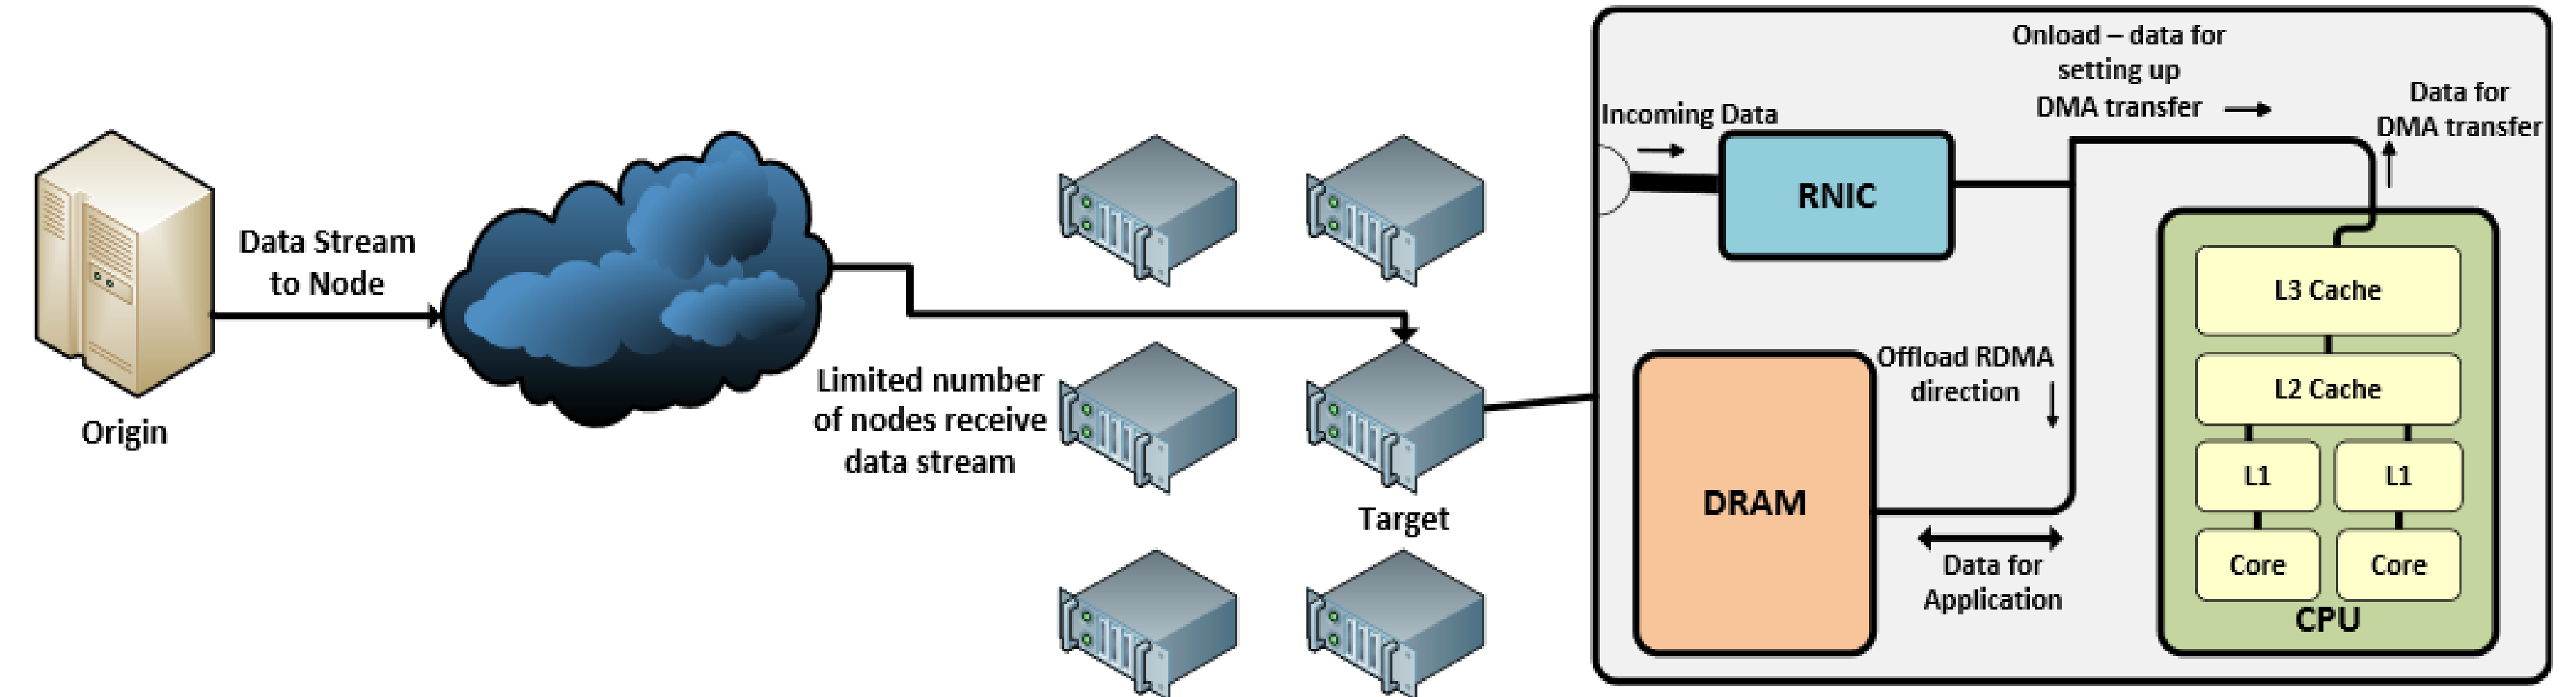 Origin
Data Stream
to Node
Limited number
of nodes receive
data stream
Target
Incoming Data
RNIC
Onload – data for
setting up
DMA transfer
Data for
DMA transfer
DRAM
Offload RDMA
direction
Data for
Application
L3 Cache
L2 Cache
L1
L1
Core
Core
CPU